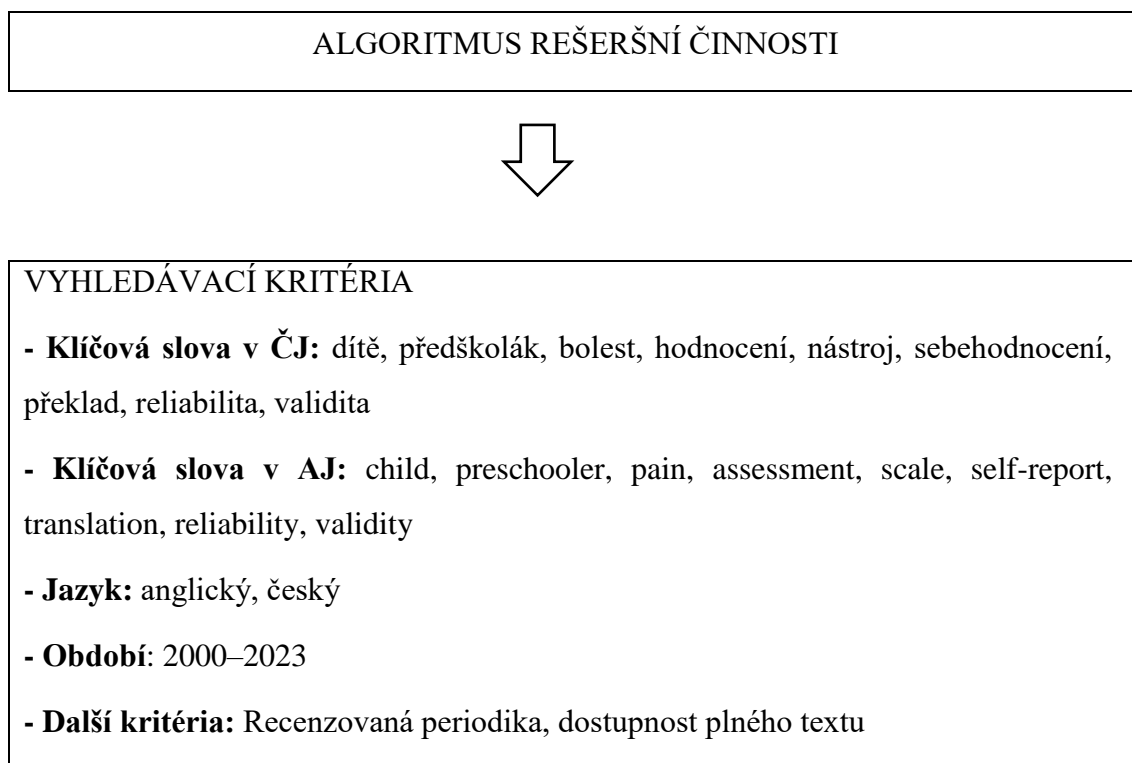 ALGORITMUS REŠERŠNÍ ČINNOSTI
VYHLEDÁVACÍ KRITÉRIA
- Klíčová slova v ČJ: dítě, předškolák, bolest, hodnocení, nástroj, sebehodnocení,
překlad, reliabilita, validita
- Klíčová slova v AJ: child, preschooler, pain, assessment, scale, self-report,
translation, reliability, validity
- Jazyk: anglický, český
- Období: 2000–2023
- Další kritéria: Recenzovaná periodika, dostupnost plného textu